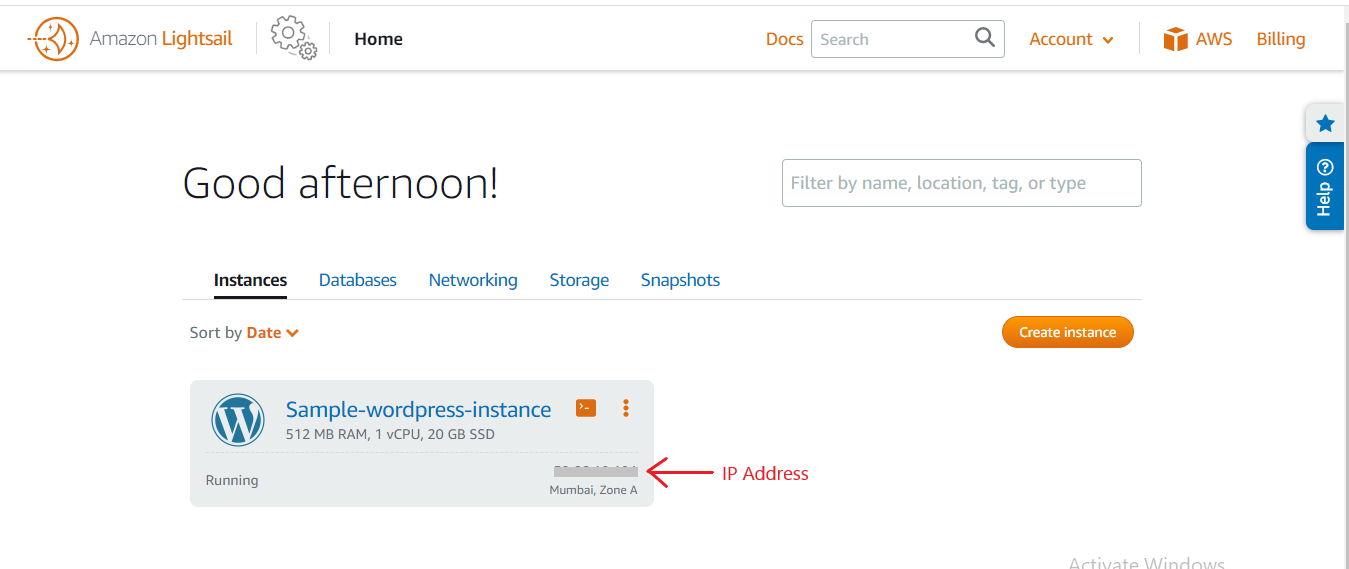 Amazon Lightsail
Home
Docs
Search
Account
AWS
Billing
Help
Good afternoon!
Filter by name, location, tag, or type
Instances
Databases
Networking
Storage
Snapshots
Sort by Date
Create instance
Sample-wordpress-instance
512 MB RAM, 1 vCPU, 20 GB SSD
Running
Mumbai, Zone A
IP Address
Activate Windows